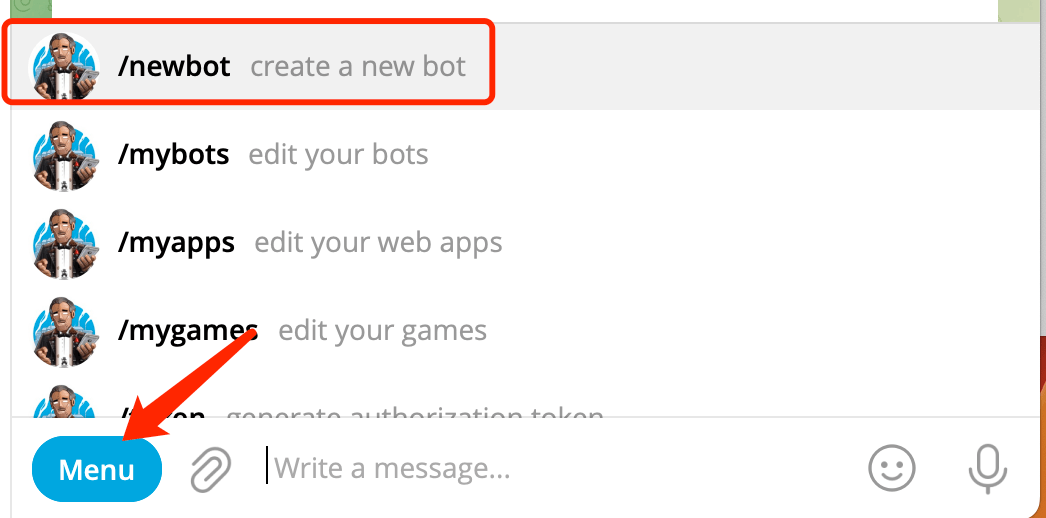 /newbot create a new bot
/mybots edit your bots
/myapps edit your web apps
/mygames edit your games
generate authorization token
Menu
Write a message...